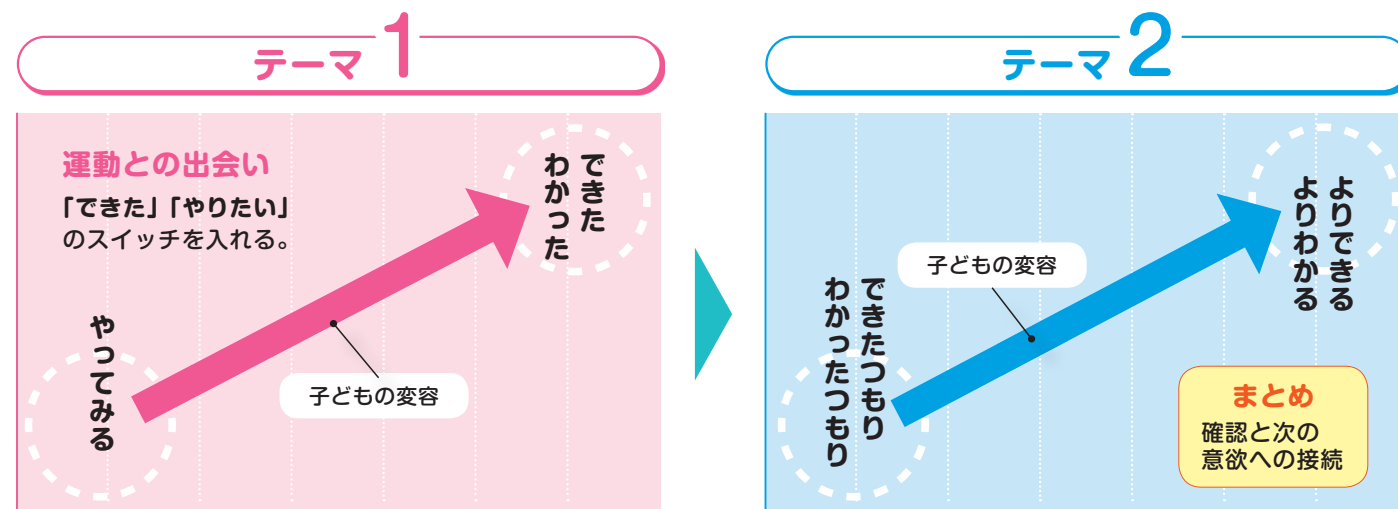 テーマ1
運動との出会い
「できた」「やりたい」
のスイッチを入れる。
できた
わかった
やってみる
子どもの変容
テーマ2
よりできる
よりわかる
子どもの変容
できたつもり
わかったつもり
まとめ
確認と次の
意欲への接続